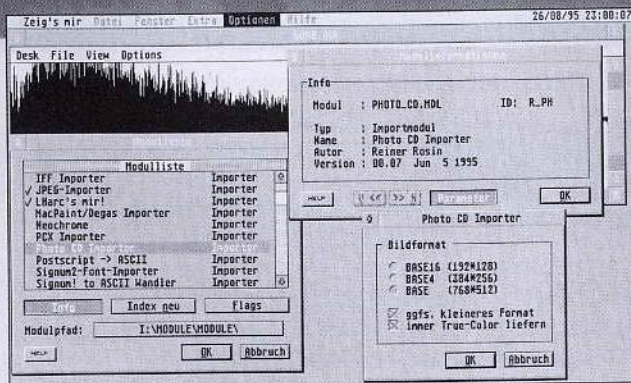 Zeig's mir Datei Fenster Extra Optionen Hilfe 26/08/95 23:00:07
Desk File View Options
Modulliste
IFF Importer Importer
✓ JPEG-Importer Importer
✓ LHarc's mir! Importer
MacPaint/Degas Importer Importer
Neochrome Importer
PCX Importer Importer
Photo CD Importer Importer
Postscript -> ASCII Importer
Signum2-Font-Importer Importer
Signum! to ASCII Wandler Importer
Info Index neu Flags
Modulpfad: I:\MODULE\MODULE\
HELP OK Abbruch
Info
Modul : PHOTO_CD.MDL ID: R_PH
Typ : Importmodul
Name : Photo CD Importer
Autor : Reiner Rosin
Version : 00.07 Jun 5 1995
HELP << >> Parameter OK
Photo CD Importer
Bildformat
BASE16 (192*128)
BASE4 (384*256)
BASE (768*512)
ggfs. kleineres Format
immer True-Color liefern
OK Abbruch